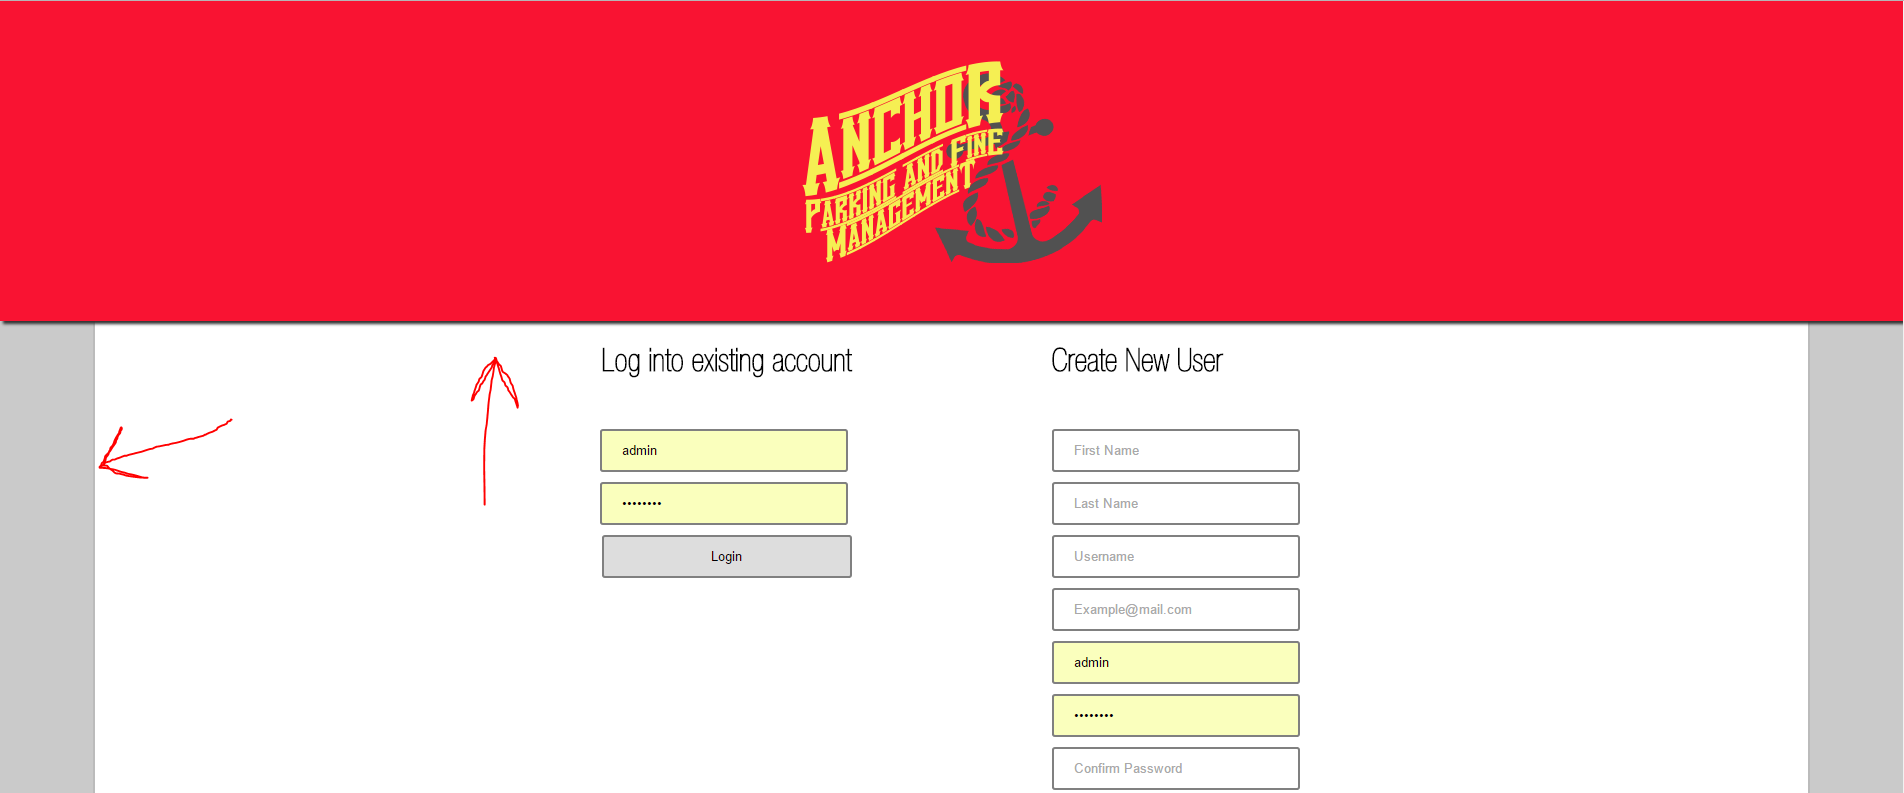 ANCHOR
PARKING AND FINE
MANAGEMENT
Log into existing account
admin
••••••••
Login
Create New User
First Name
Last Name
Username
Example@mail.com
admin
••••••••
Confirm Password